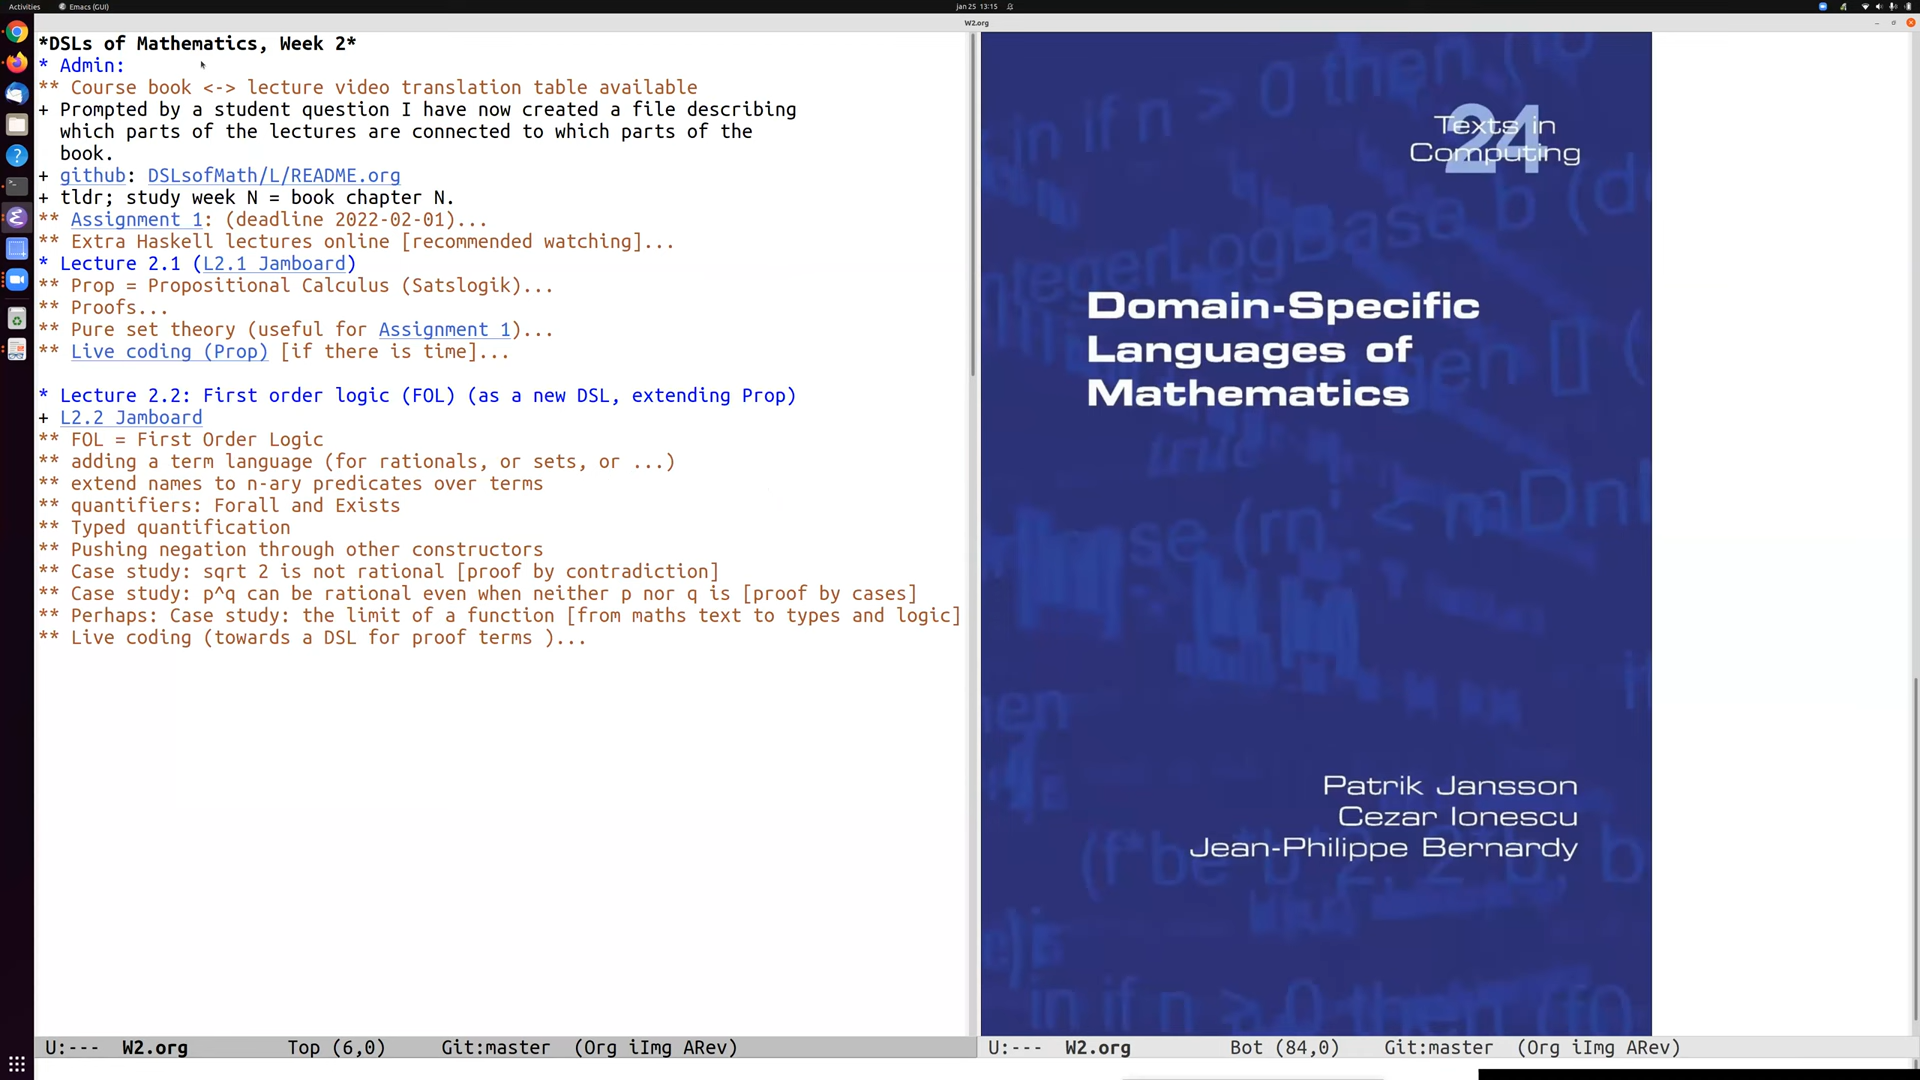 Activities
Emacs (GUI)
jan 25 13:15
W2.org
*DSLs of Mathematics, Week 2*
* Admin:
** Course book <-> lecture video translation table available
+ Prompted by a student question I have now created a file describing
which parts of the lectures are connected to which parts of the
book.
+ github: DSLsofMath/L/README.org
+ tldr; study week N = book chapter N.
** Assignment 1: (deadline 2022-02-01)...
** Extra Haskell lectures online [recommended watching]...
* Lecture 2.1 (L2.1 Jamboard)
** Prop = Propositional Calculus (Satslogik)...
** Proofs...
** Pure set theory (useful for Assignment 1)...
** Live coding (Prop) [if there is time]...
* Lecture 2.2: First order logic (FOL) (as a new DSL, extending Prop)
+ L2.2 Jamboard
** FOL = First Order Logic
** adding a term language (for rationals, or sets, or ...)
** extend names to n-ary predicates over terms
** quantifiers: Forall and Exists
** Typed quantification
** Pushing negation through other constructors
** Case study: sqrt 2 is not rational [proof by contradiction]
** Case study: p^q can be rational even when neither p nor q is [proof by cases]
** Perhaps: Case study: the limit of a function [from maths text to types and logic]
** Live coding (towards a DSL for proof terms )...
U:--- W2.org Top (6,0) Git:master (Org iImg ARev)
24
Texts in
Computing
Domain-Specific
Languages of
Mathematics
Patrik Jansson
Cezar Ionescu
Jean-Philippe Bernardy
in if n > 0 then (fo
U:--- W2.org Bot (84,0) Git:master (Org iImg ARev)